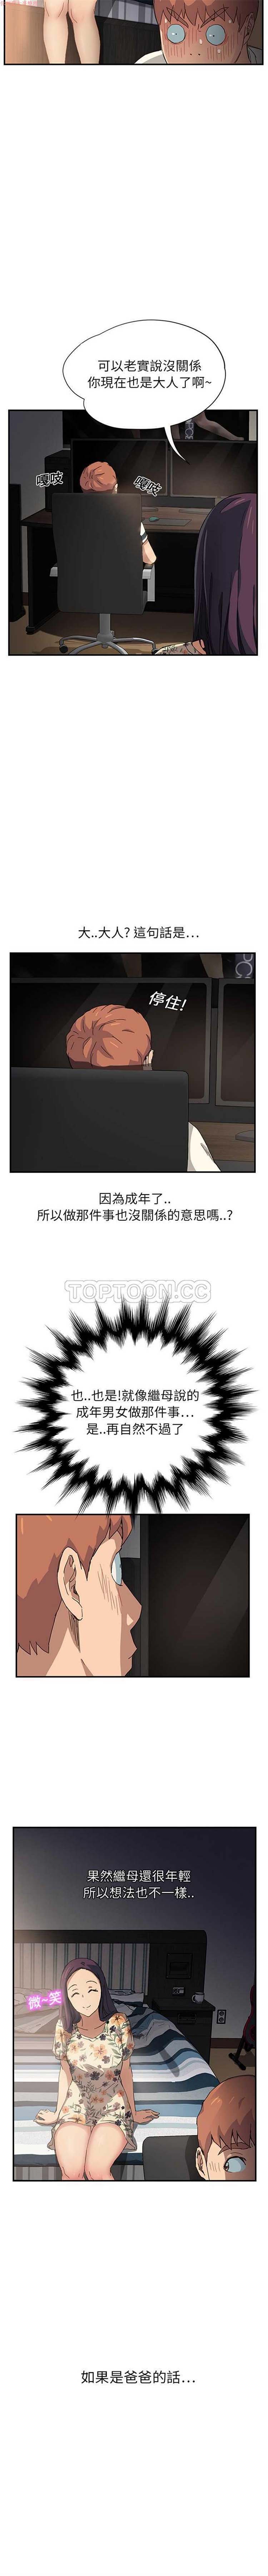 可以老實說沒關係
你現在也是大人了啊~
嘎吱
嘎吱
大..大人? 這句話是...
停住!
因為成年了..
所以做那件事也沒關係的意思嗎..?
TOPTOON.CC
也..也是!就像繼母說的
成年男女做那件事...
是..再自然不過了
果然繼母還很年輕
所以想法也不一樣..
微~笑
如果是爸爸的話...